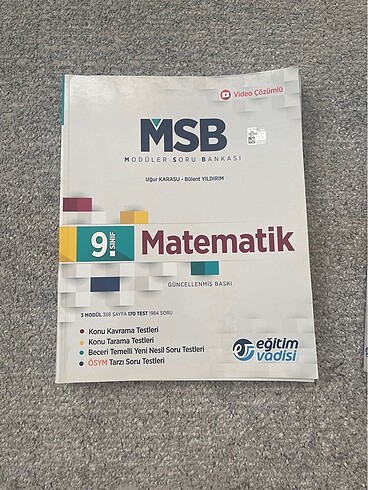 Video Çözümlü
MSB
MODÜLER SORU BANKASI
Uğur KARASU - Bülent YILDIRIM
9. SINIF
Matematik
GÜNCELLENMİŞ BASKI
3 MODÜL 368 SAYFA 170 TEST 1984 SORU
Konu Kavrama Testleri
Konu Tarama Testleri
Beceri Temelli Yeni Nesil Soru Testleri
ÖSYM Tarzı Soru Testleri
eğitim
vadisi